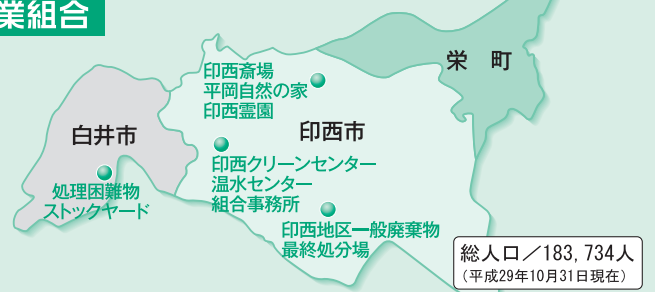 業組合
栄町
印西斎場
平岡自然の家
印西霊園
印西市
白井市
印西クリーンセンター
温水センター
組合事務所
処理困難物
ストックヤード
印西地区一般廃棄物
最終処分場
総人口／183,734人
（平成29年10月31日現在）